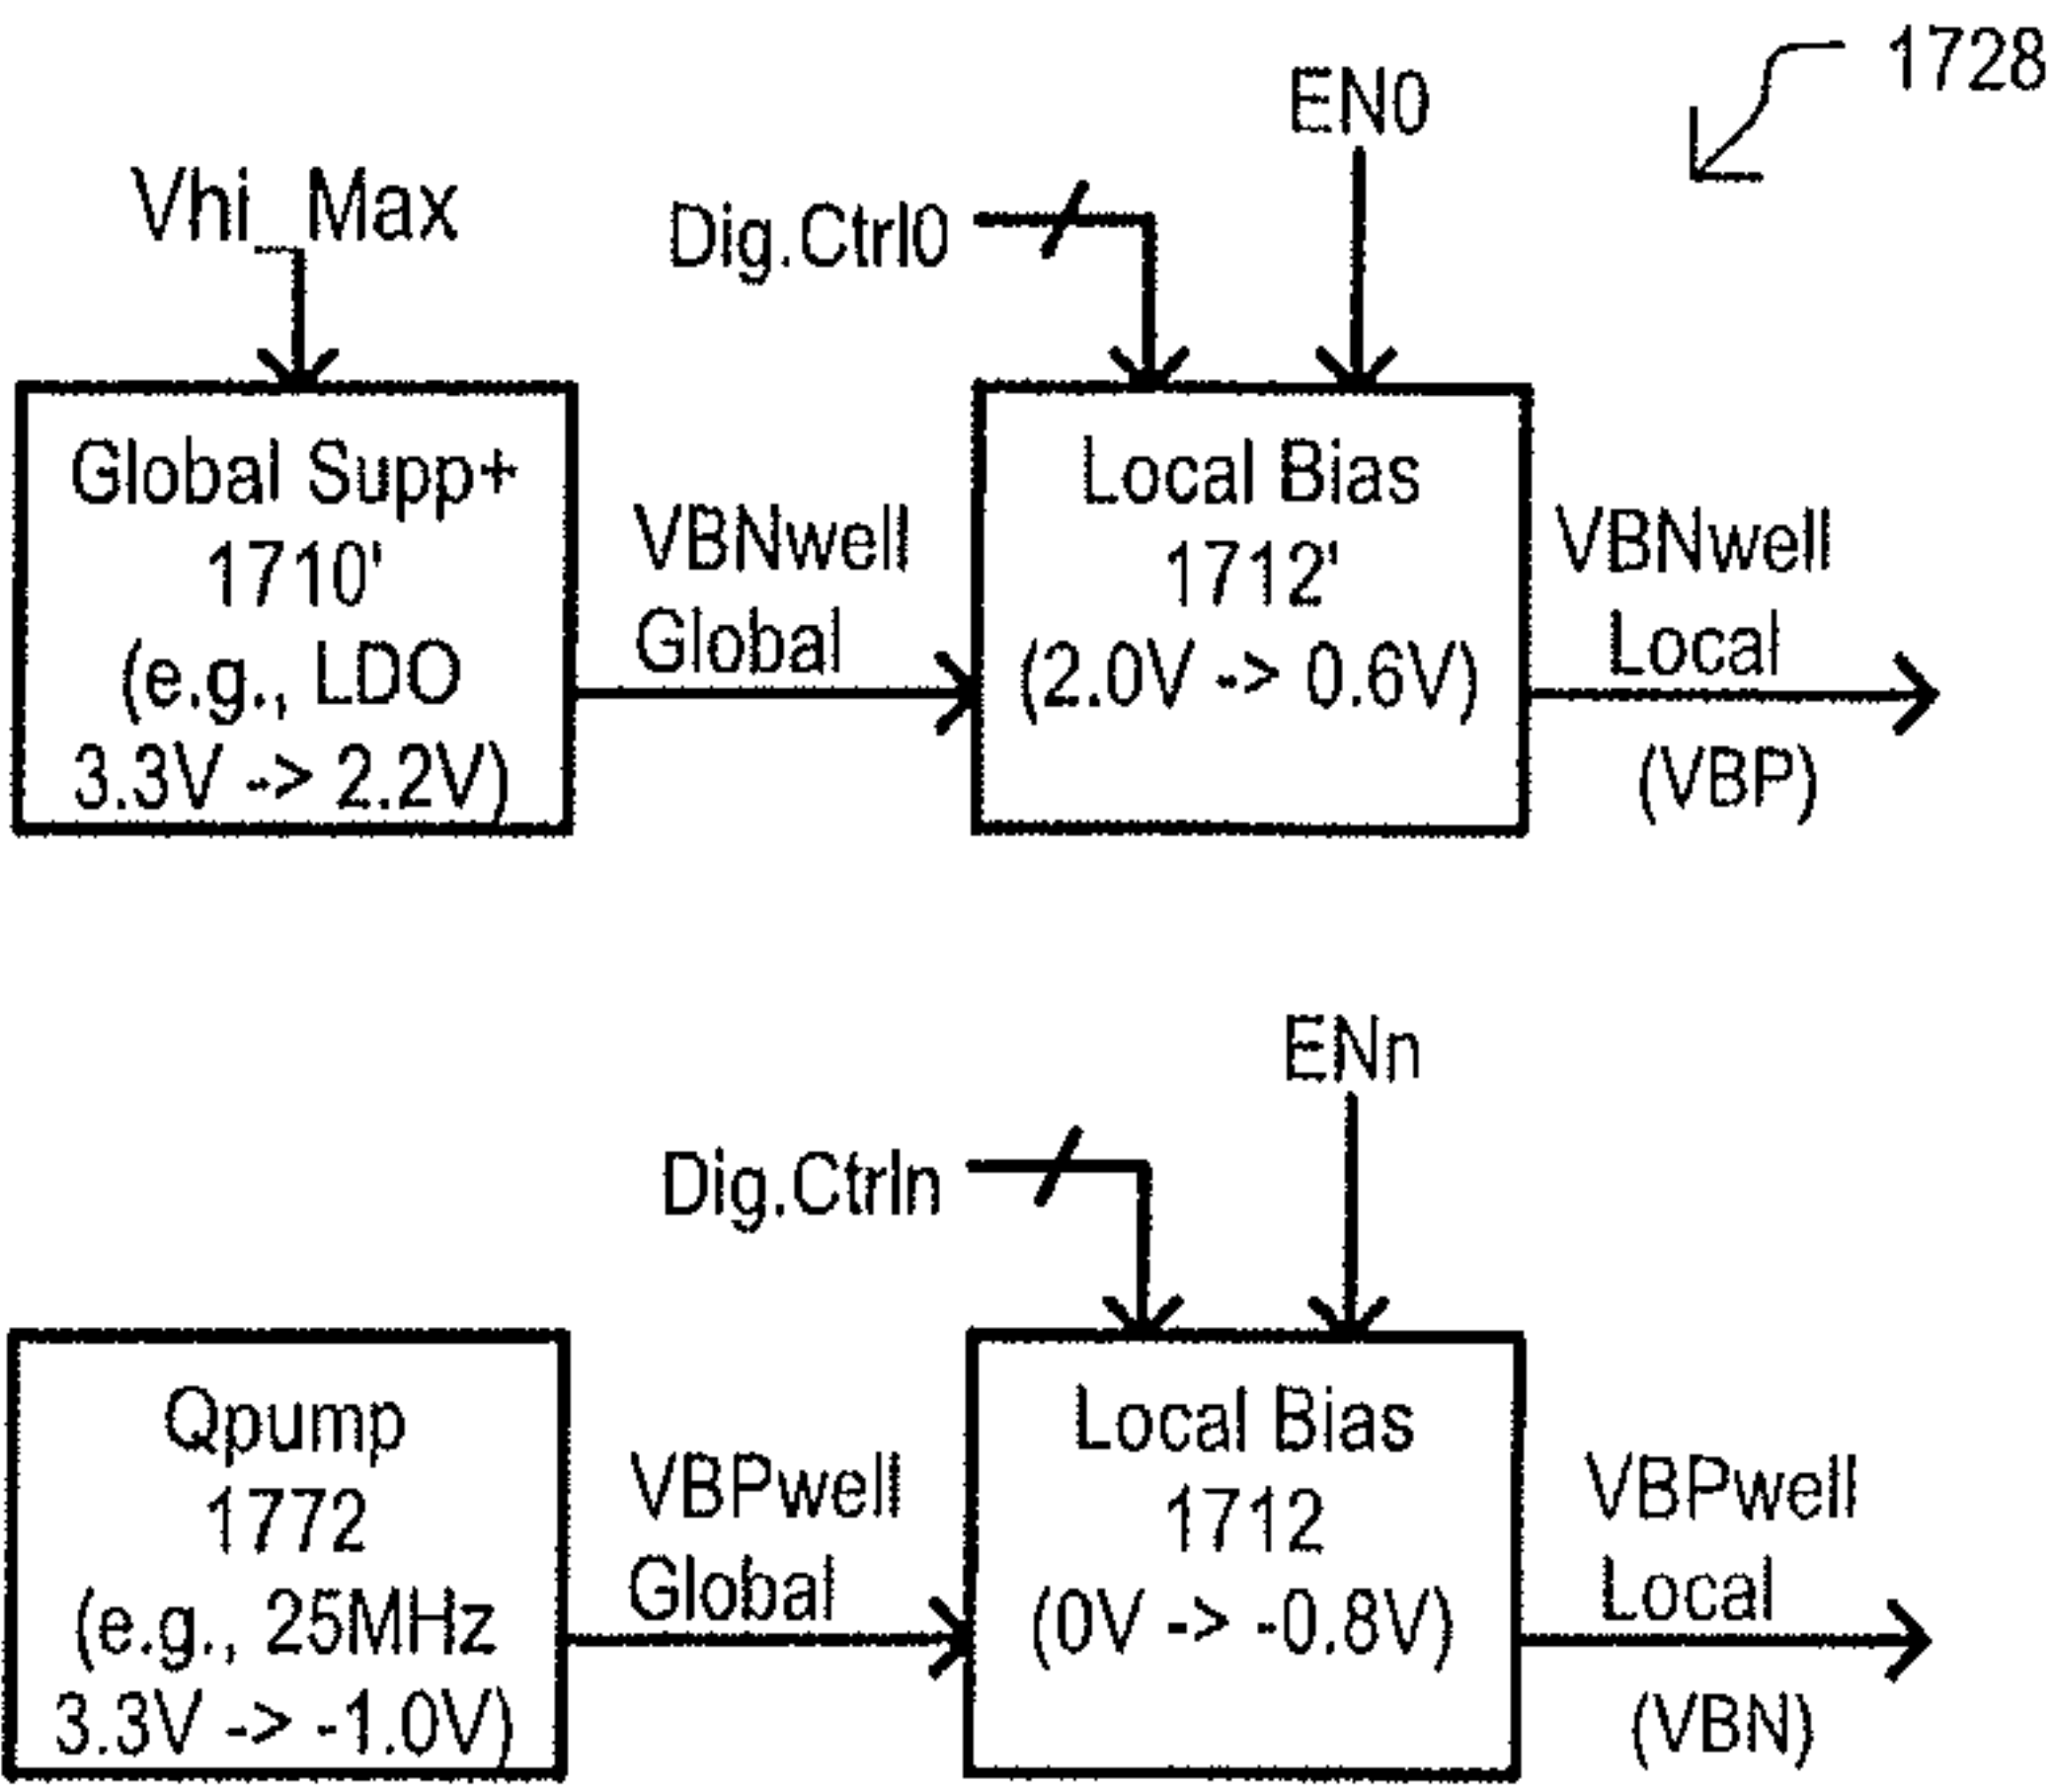 1728
EN0
Vhi_Max
Dig.Ctrl0
Global Supp+
1710'
(e.g., LDO
3.3V -> 2.2V)
VBNwell
Global
Local Bias
1712'
(2.0V -> 0.6V)
VBNwell
Local
(VBP)
ENn
Dig.Ctrln
Qpump
1772
(e.g., 25MHz
3.3V -> -1.0V)
VBPwell
Global
Local Bias
1712
(0V -> -0.8V)
VBPwell
Local
(VBN)